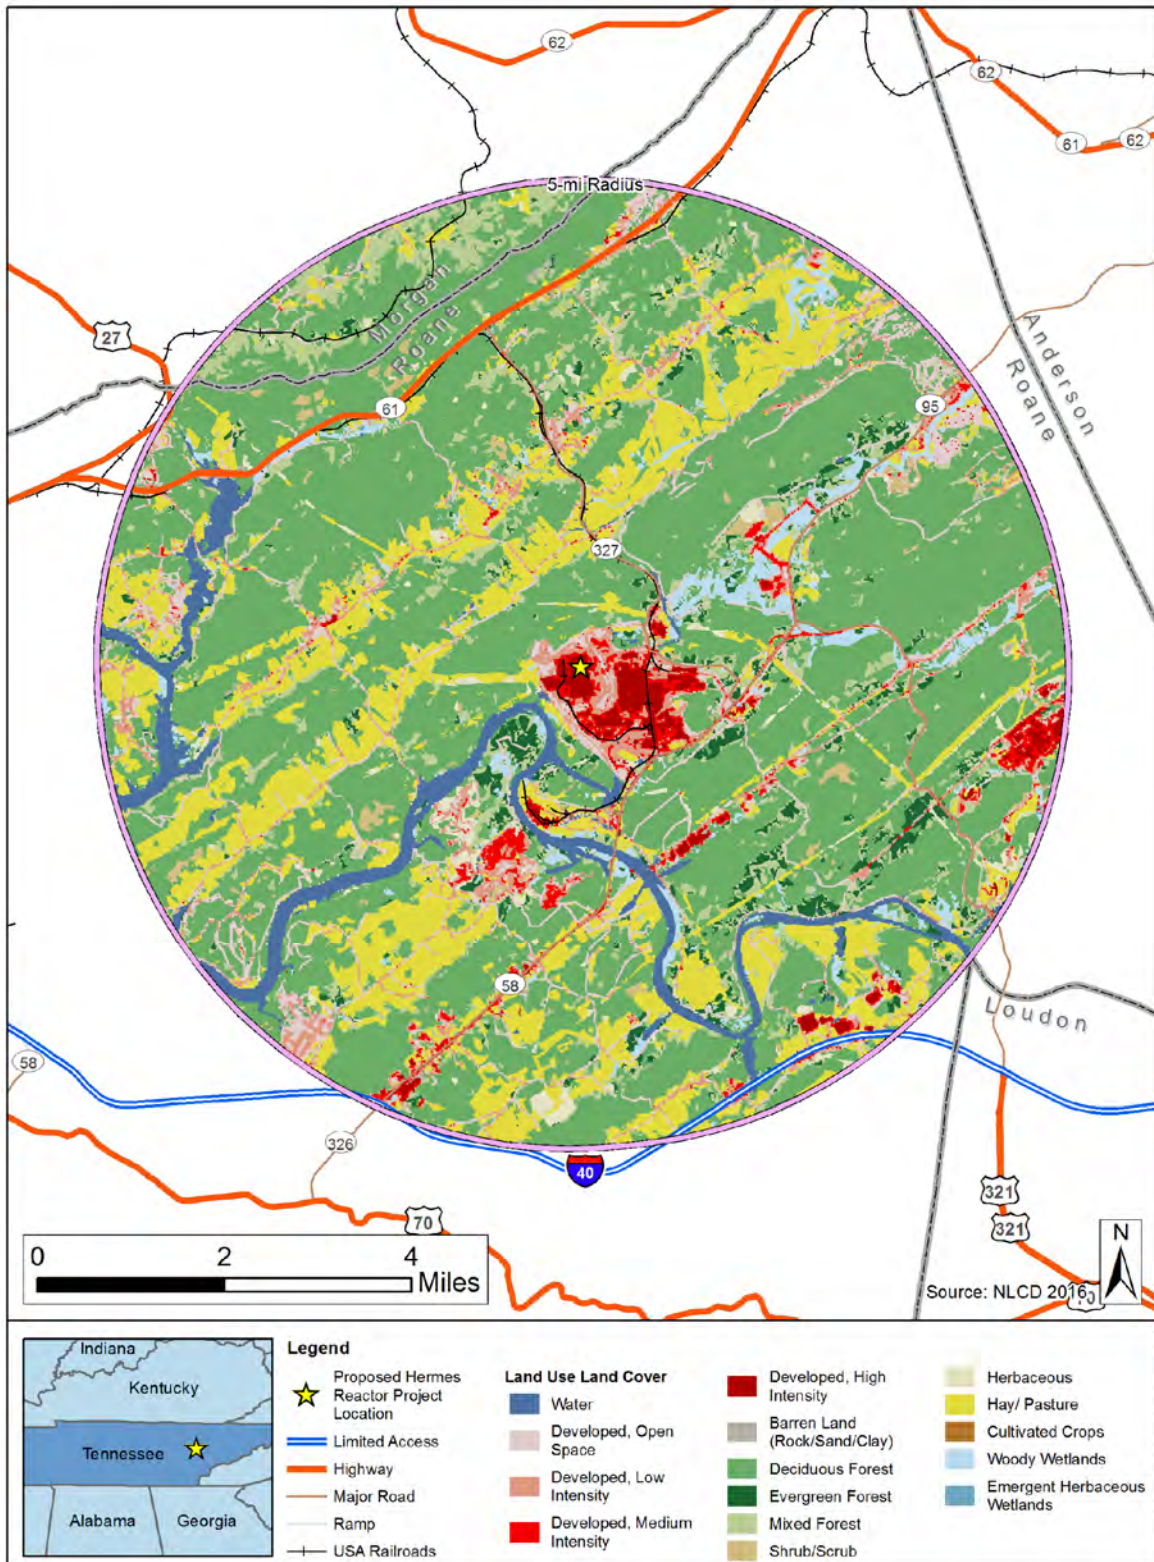 62
62
61
62
5-mi Radius
27
Morgan
Roane
Anderson
Roane
61
95
327
58
Loudon
58
326
40
70
321
321
N
0 2 4
Miles
Source: NLCD 2016
Indiana
Kentucky
Tennessee
Alabama
Georgia
Legend
Proposed Hermes
Reactor Project
Location
Limited Access
Highway
Major Road
Ramp
USA Railroads
Land Use Land Cover
Water
Developed, Open
Space
Developed, Low
Intensity
Developed, Medium
Intensity
Developed, High
Intensity
Barren Land
(Rock/Sand/Clay)
Deciduous Forest
Evergreen Forest
Mixed Forest
Shrub/Scrub
Herbaceous
Hay/ Pasture
Cultivated Crops
Woody Wetlands
Emergent Herbaceous
Wetlands